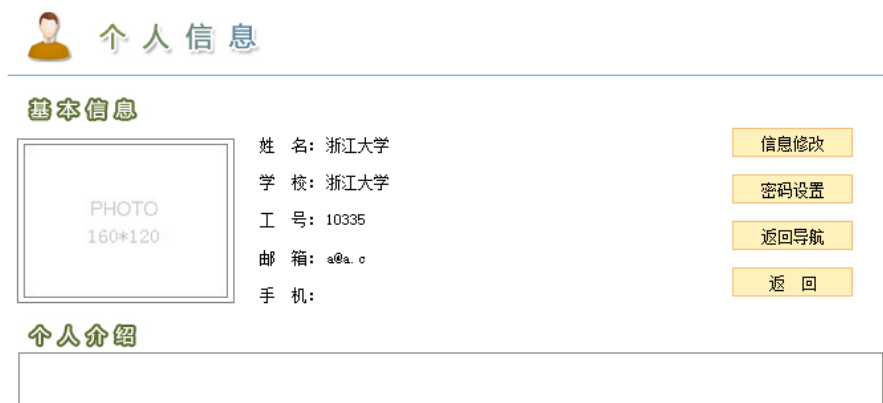 个人信息
基本信息
PHOTO
160*120
姓 名：浙江大学
学 校：浙江大学
工 号：10335
邮 箱：a@a.c
手 机：
信息修改
密码设置
返回导航
返 回
个人介绍